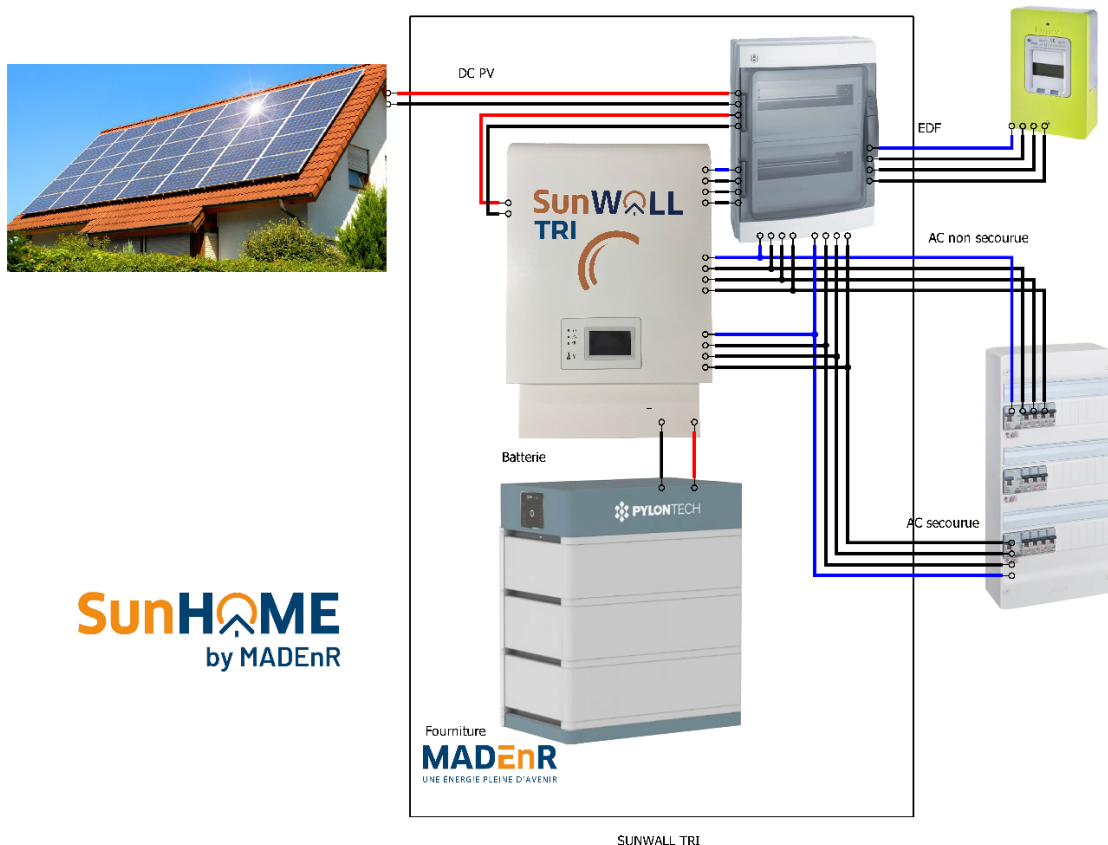 DC PV
EDF
SunWALL
TRI
AC non secourue
Batterie
PYLONTECH
AC secourue
SunHOME
by MADEnR
Fourniture
MADEnR
UNE ÉNERGIE PLEINE D'AVENIR
SUNWALL TRI